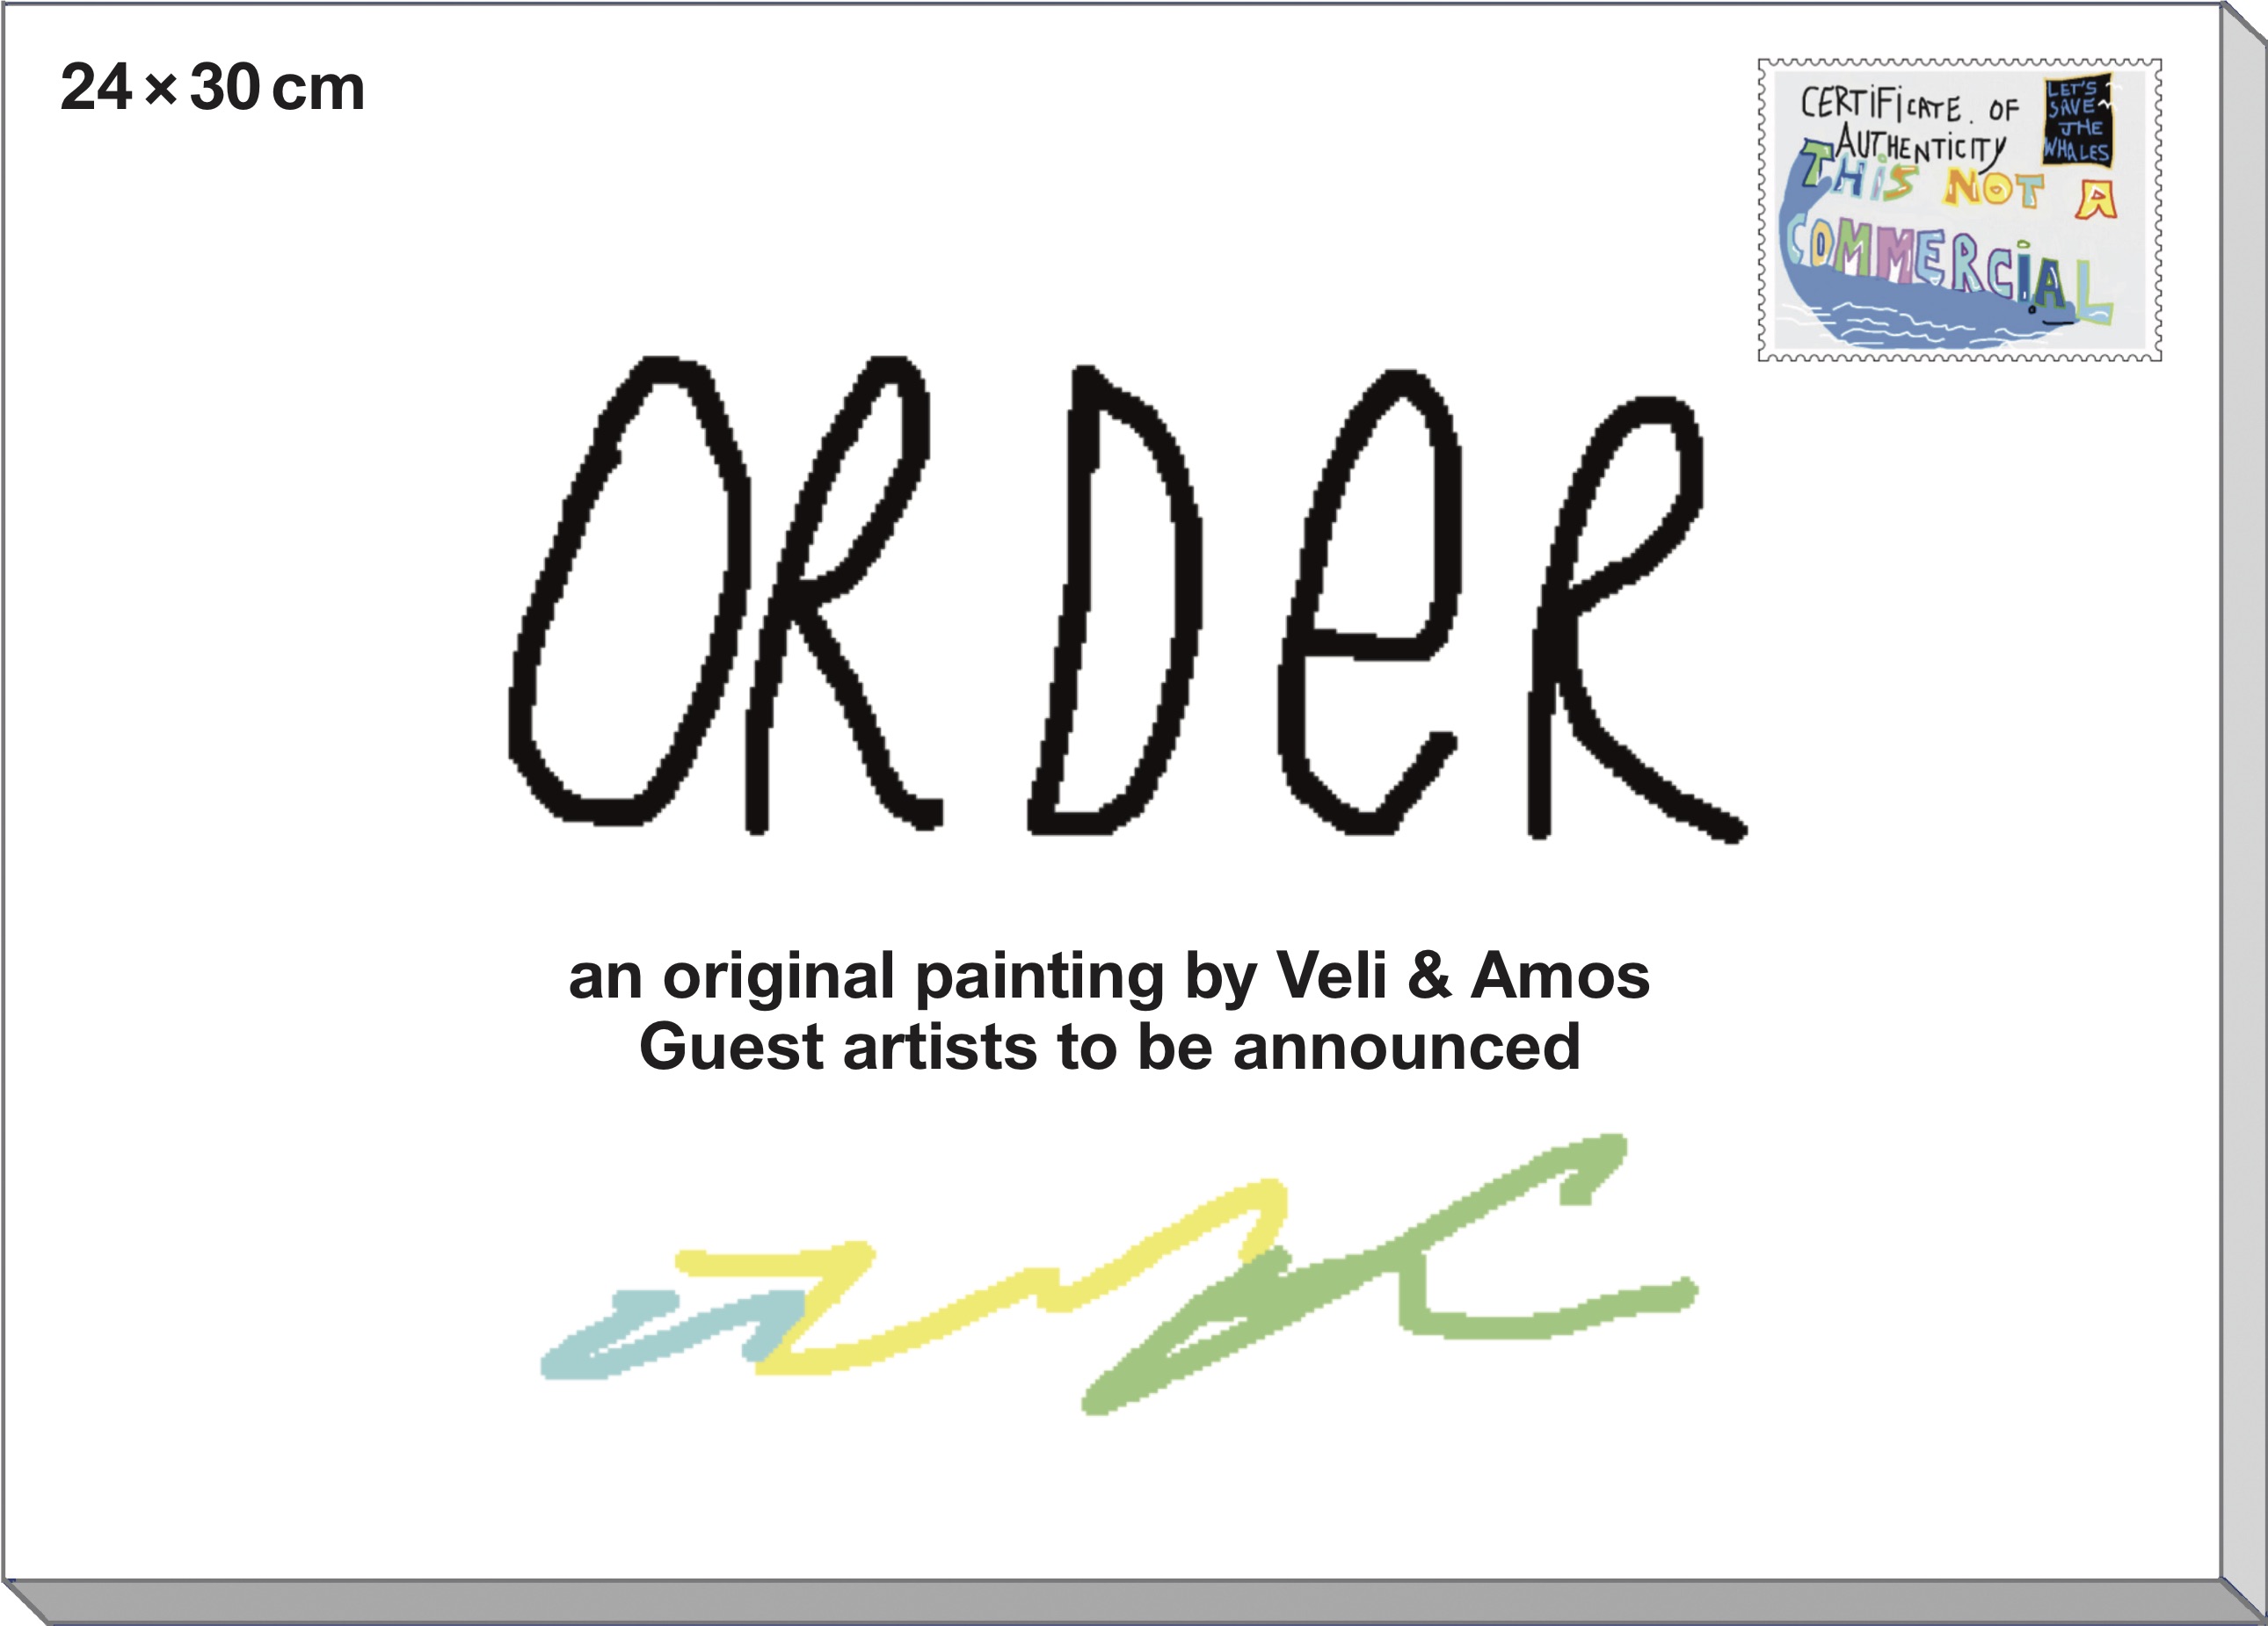 24 × 30 cm
CERTIFICATE. OF
AUTHENTICITY
LET'S
SAVE
THE
WHALES
THIS NOT A
COMMERCIAL
ORDeR
an original painting by Veli & Amos
Guest artists to be announced